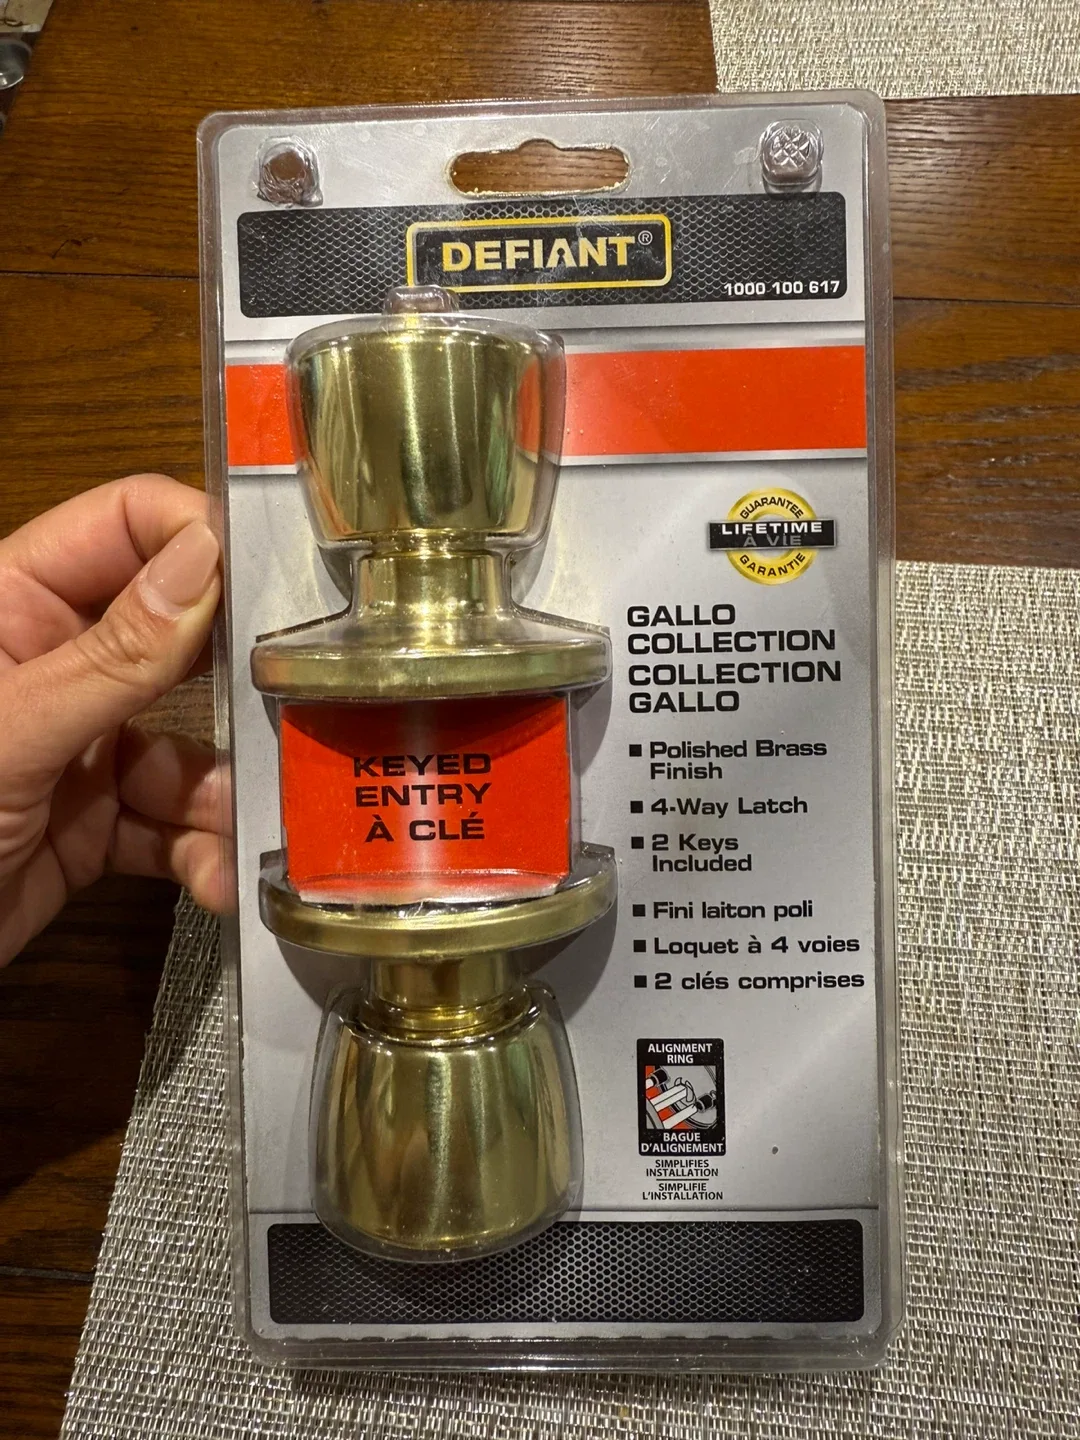 DEFIANT®
1000 100 617
GUARANTEE
LIFETIME
À VIE
GARANTIE
GALLO
COLLECTION
COLLECTION
GALLO
■ Polished Brass
Finish
■ 4-Way Latch
■ 2 Keys
Included
■ Fini laiton poli
■ Loquet à 4 voies
■ 2 clés comprises
KEYED
ENTRY
À CLÉ
ALIGNMENT
RING
BAGUE
D'ALIGNEMENT
SIMPLIFIES
INSTALLATION
SIMPLIFIE
L'INSTALLATION